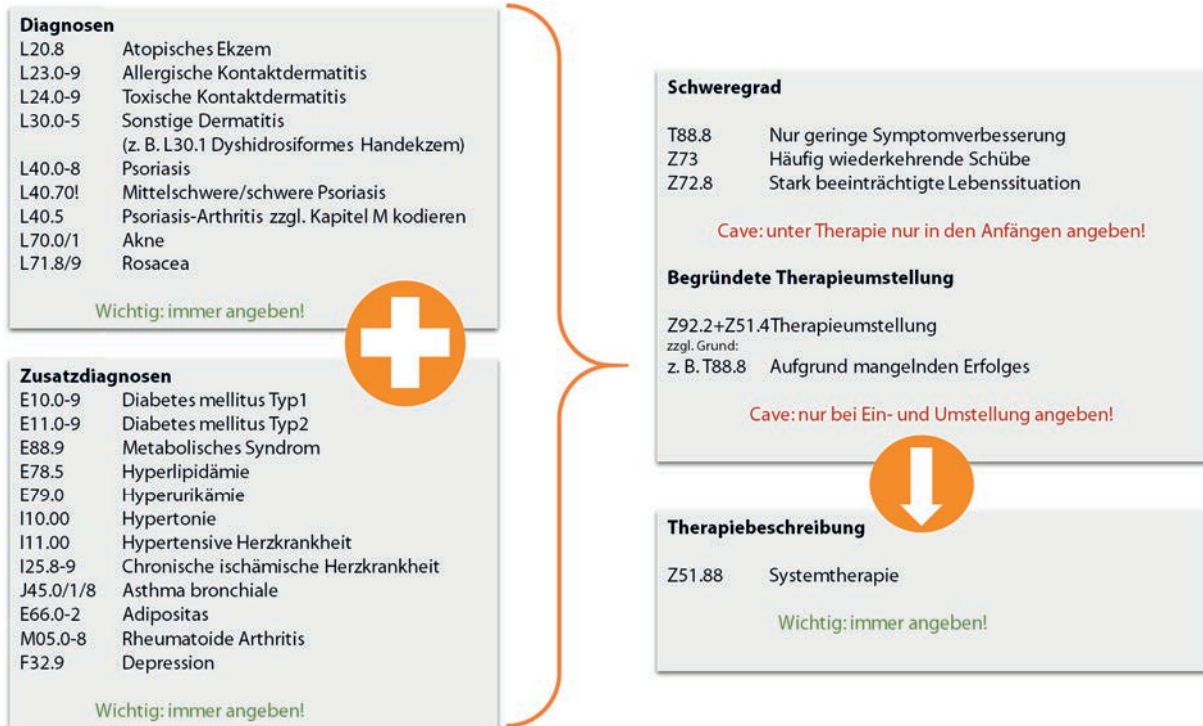 Diagnosen
L20.8 Atopisches Ekzem
L23.0-9 Allergische Kontaktdermatitis
L24.0-9 Toxische Kontaktdermatitis
L30.0-5 Sonstige Dermatitis
(z. B. L30.1 Dyshidrosiformes Handekzem)
L40.0-8 Psoriasis
L40.70! Mittelschwere/schwere Psoriasis
L40.5 Psoriasis-Arthritis zzgl. Kapitel M kodieren
L70.0/1 Akne
L71.8/9 Rosacea
Wichtig: immer angeben!
Zusatzdiagnosen
E10.0-9 Diabetes mellitus Typ1
E11.0-9 Diabetes mellitus Typ2
E88.9 Metabolisches Syndrom
E78.5 Hyperlipidämie
E79.0 Hyperurikämie
I10.00 Hypertonie
I11.00 Hypertensive Herzkrankheit
I25.8-9 Chronische ischämische Herzkrankheit
J45.0/1/8 Asthma bronchiale
E66.0-2 Adipositas
M05.0-8 Rheumatoide Arthritis
F32.9 Depression
Wichtig: immer angeben!
Schweregrad
T88.8 Nur geringe Symptomverbesserung
Z73 Häufig wiederkehrende Schübe
Z72.8 Stark beeinträchtigte Lebenssituation
Cave: unter Therapie nur in den Anfängen angeben!
Begründete Therapieumstellung
Z92.2+Z51.4 Therapieumstellung
zzgl. Grund:
z. B. T88.8 Aufgrund mangelnden Erfolges
Cave: nur bei Ein- und Umstellung angeben!
Therapiebeschreibung
Z51.88 Systemtherapie
Wichtig: immer angeben!